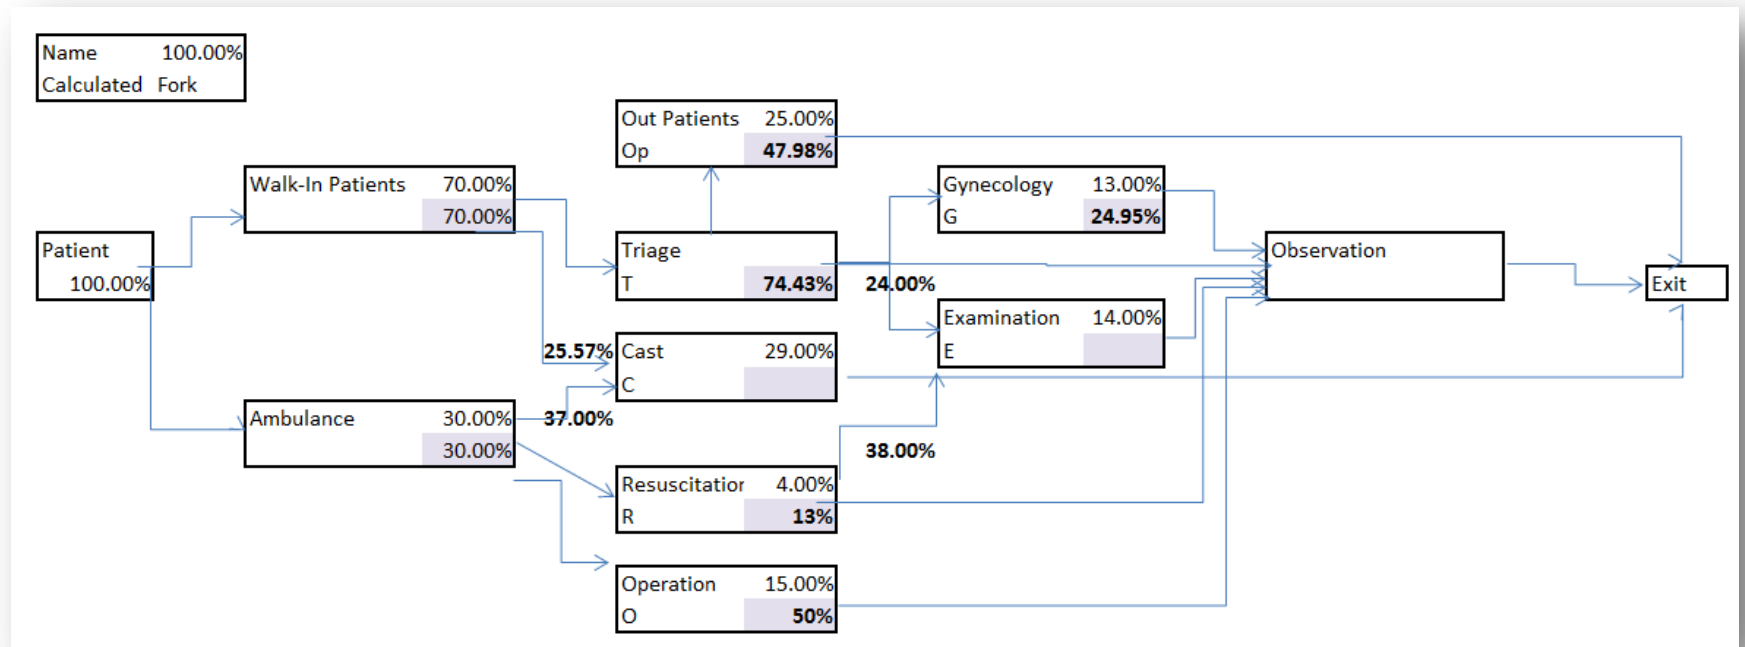 Name 100.00%
Calculated Fork
Out Patients 25.00%
Op 47.98%
Walk-In Patients 70.00%
70.00%
Gynecology 13.00%
G 24.95%
Patient
100.00%
Triage
T 74.43%
24.00%
Observation
Exit
Examination 14.00%
E
25.57%
Cast 29.00%
C
37.00%
Ambulance 30.00%
30.00%
38.00%
Resuscitatior 4.00%
R 13%
Operation 15.00%
O 50%